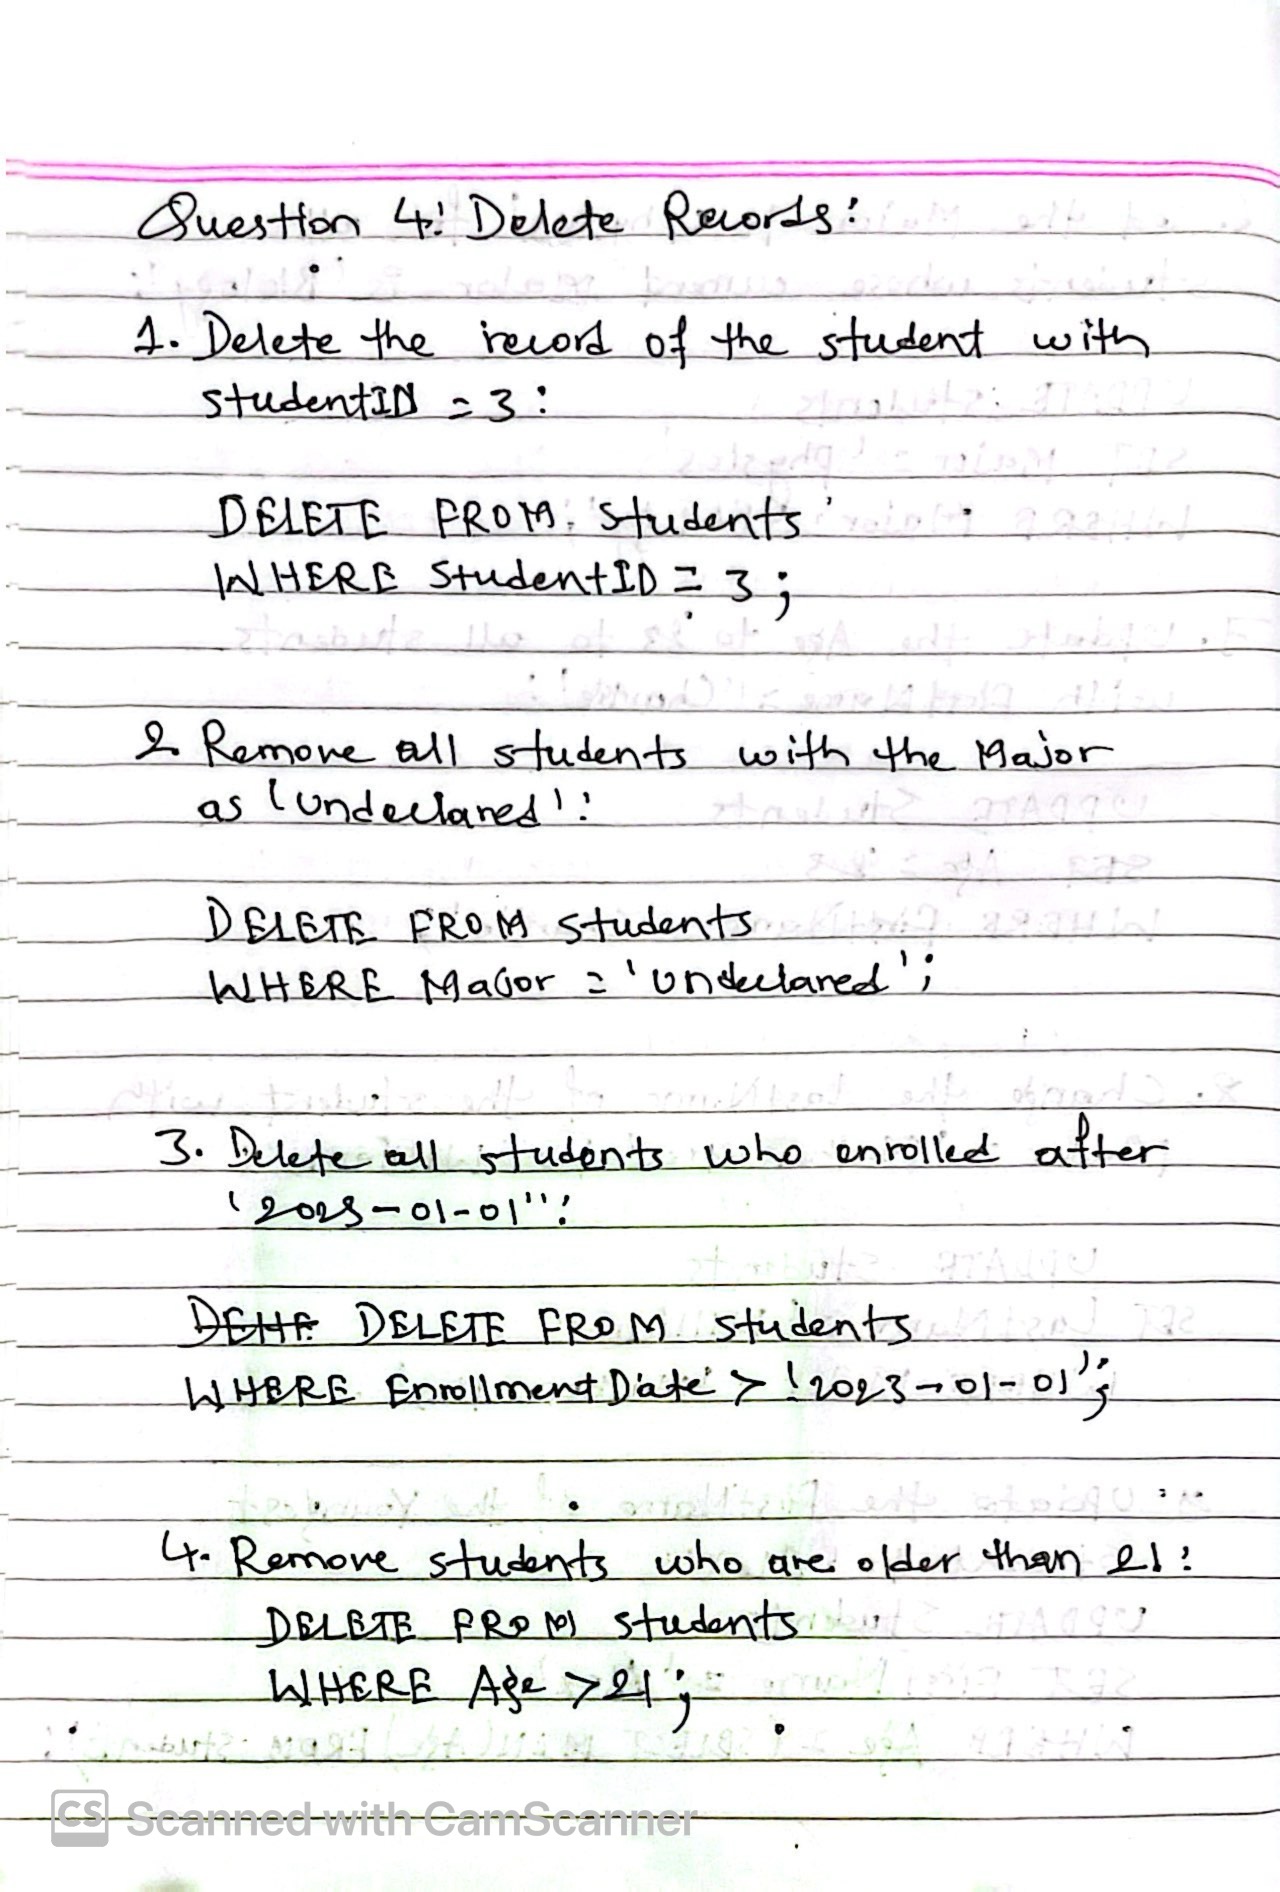 Question 4: Delete Records:
1. Delete the record of the student with
studentID = 3:
DELETE FROM students
WHERE StudentID = 3;
2. Remove all students with the Major
as 'Undeclared':
DELETE FROM students
WHERE Major = 'Undeclared';
3. Delete all students who enrolled after
'2023-01-01":
DELETE FROM students
WHERE EnrollmentDate > '2023-01-01';
4. Remove students who are older than 21:
DELETE FROM students
WHERE Age > 21;
CS Scanned with CamScanner